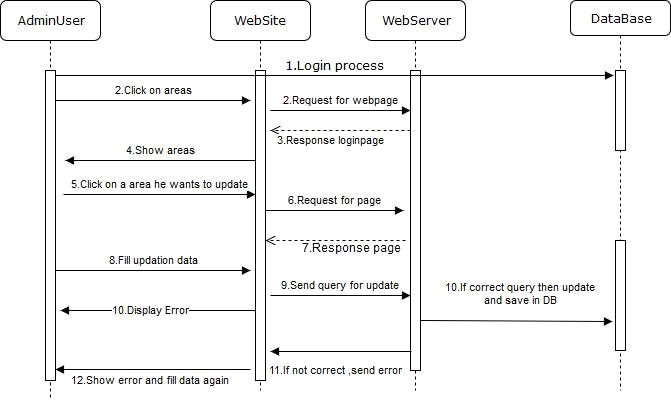 AdminUser
WebSite
WebServer
DataBase
1.Login process
2.Click on areas
2.Request for webpage
3.Response loginpage
4.Show areas
5.Click on a area he wants to update
6.Request for page
7.Response page
8.Fill updation data
9.Send query for update
10.If correct query then update
and save in DB
10.Display Error
11.If not correct ,send error
12.Show error and fill data again